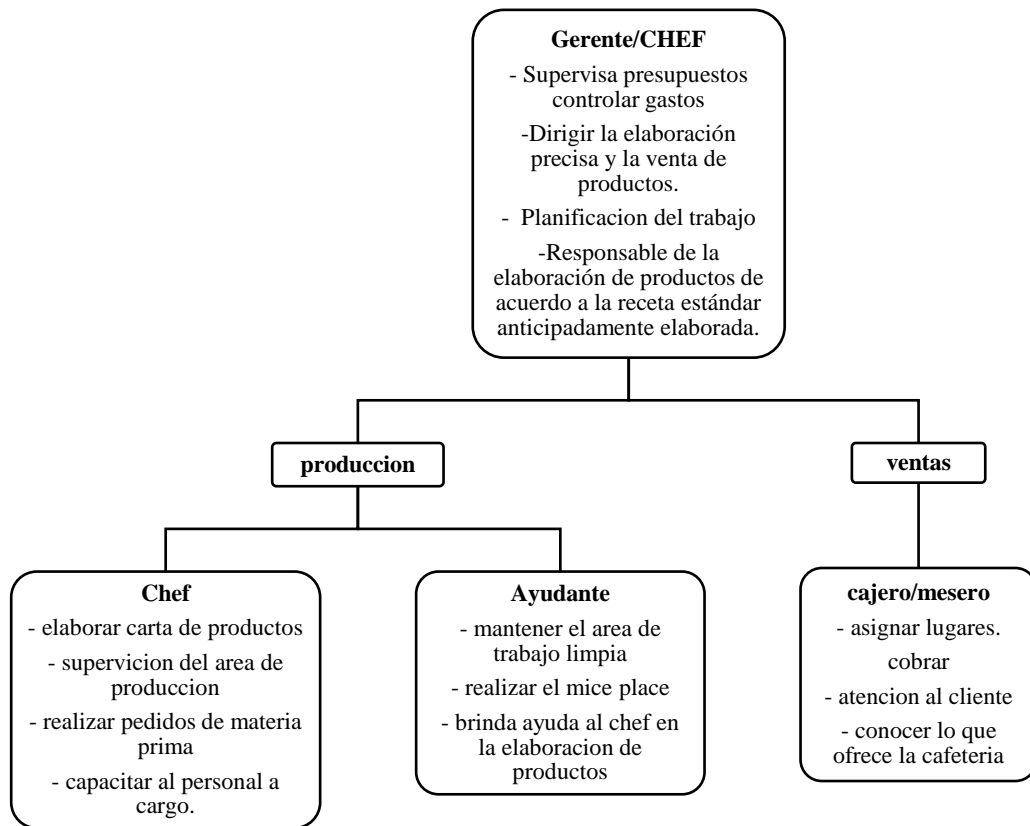 Gerente/CHEF
- Supervisa presupuestos
controlar gastos
-Dirigir la elaboración
precisa y la venta de
productos.
- Planificacion del trabajo
-Responsable de la
elaboración de productos de
acuerdo a la receta estándar
anticipadamente elaborada.
produccion
ventas
Chef
- elaborar carta de productos
- supervicion del area de
produccion
- realizar pedidos de materia
prima
- capacitar al personal a
cargo.
Ayudante
- mantener el area de
trabajo limpia
- realizar el mice place
- brinda ayuda al chef en
la elaboracion de
productos
cajero/mesero
- asignar lugares.
cobrar
- atencion al cliente
- conocer lo que
ofrece la cafeteria